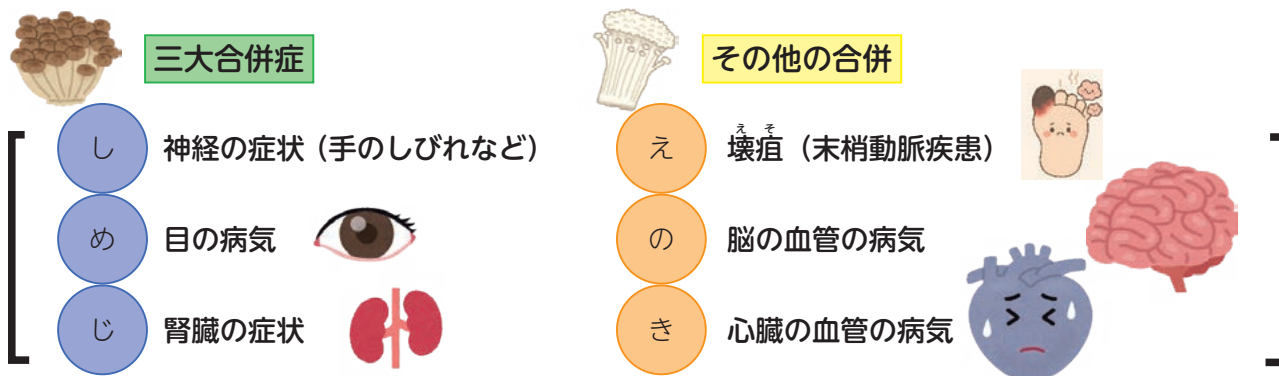 三大合併症
し 神経の症状（手のしびれなど）
め 目の病気
じ 腎臓の症状
その他の合併
え 壊疽（末梢動脈疾患）
えそ
の 脳の血管の病気
き 心臓の血管の病気